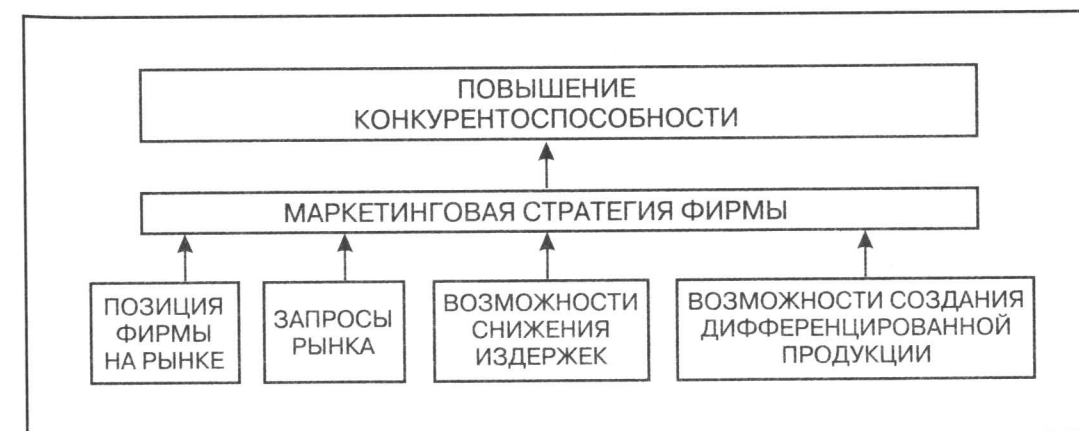 ПОВЫШЕНИЕ
КОНКУРЕНТОСПОСОБНОСТИ
МАРКЕТИНГОВАЯ СТРАТЕГИЯ ФИРМЫ
ПОЗИЦИЯ
ФИРМЫ
НА РЫНКЕ
ЗАПРОСЫ
РЫНКА
ВОЗМОЖНОСТИ
СНИЖЕНИЯ
ИЗДЕРЖЕК
ВОЗМОЖНОСТИ СОЗДАНИЯ
ДИФФЕРЕНЦИРОВАННОЙ
ПРОДУКЦИИ